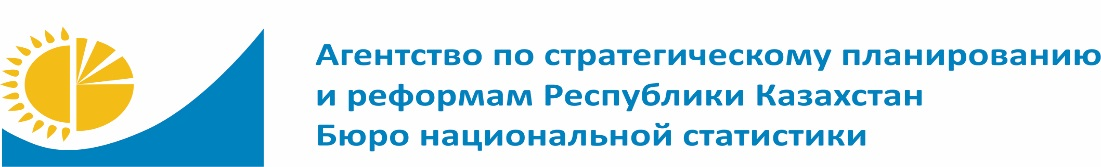 Агентство по стратегическому планированию
и реформам Республики Казахстан
Бюро национальной статистики